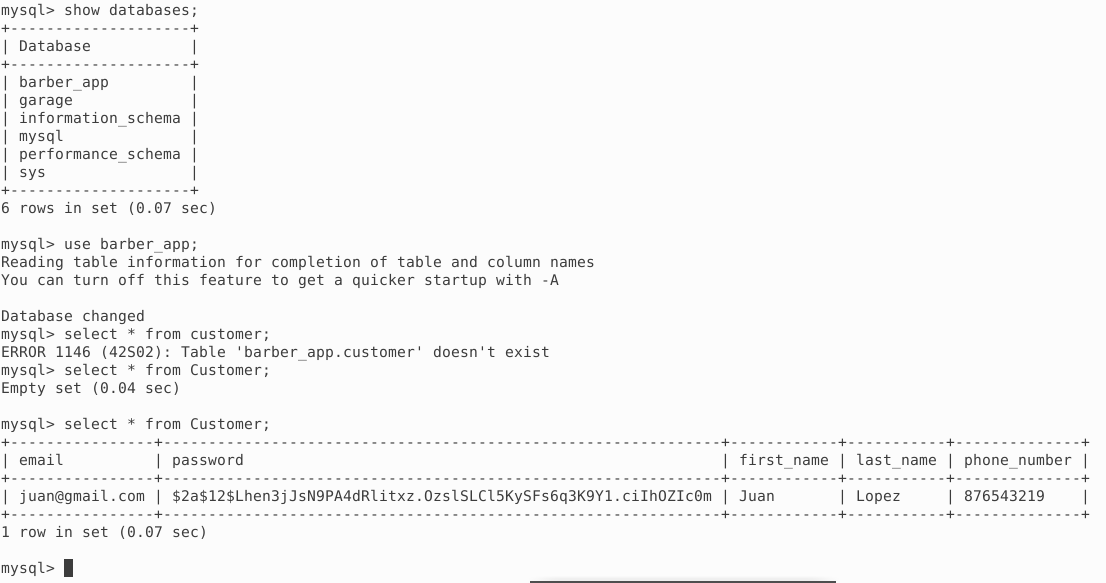 mysql> show databases;
+--------------------+
| Database           |
+--------------------+
| barber_app         |
| garage             |
| information_schema |
| mysql              |
| performance_schema |
| sys                |
+--------------------+
6 rows in set (0.07 sec)

mysql> use barber_app;
Reading table information for completion of table and column names
You can turn off this feature to get a quicker startup with -A

Database changed
mysql> select * from customer;
ERROR 1146 (42S02): Table 'barber_app.customer' doesn't exist
mysql> select * from Customer;
Empty set (0.04 sec)

mysql> select * from Customer;
+----------------+--------------------------------------------------------------+------------+-----------+--------------+
| email          | password                                                     | first_name | last_name | phone_number |
+----------------+--------------------------------------------------------------+------------+-----------+--------------+
| juan@gmail.com | $2a$12$Lhen3jJsN9PA4dRlitxz.OzslSLCl5KySFs6q3K9Y1.ciIhOZIc0m | Juan       | Lopez     | 876543219    |
+----------------+--------------------------------------------------------------+------------+-----------+--------------+
1 row in set (0.07 sec)

mysql>